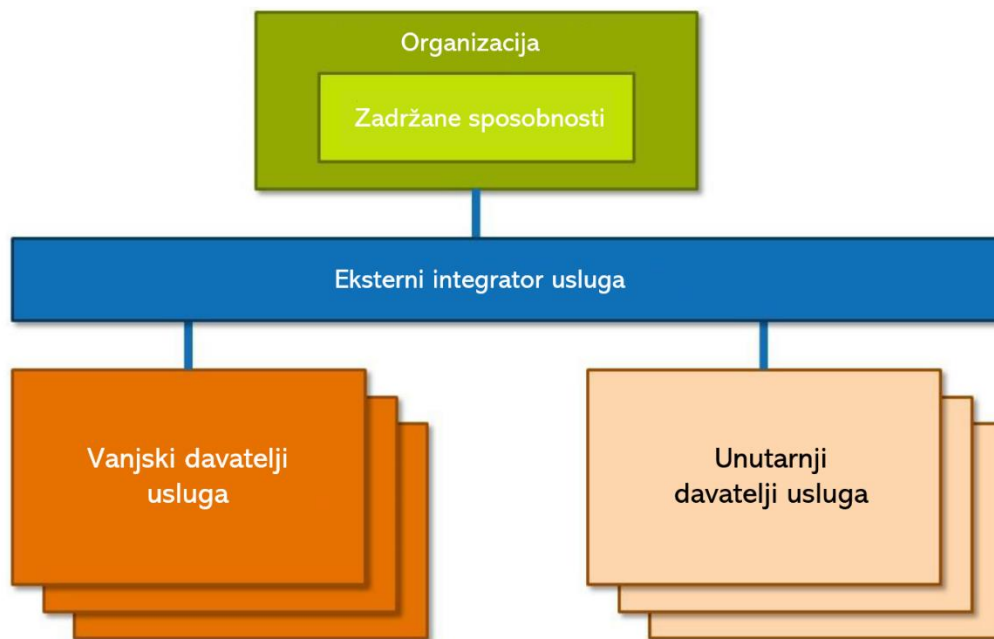 Organizacija
Zadržane sposobnosti
Eksterni integrator usluga
Vanjski davatelji
usluga
Unutarnji
davatelji usluga